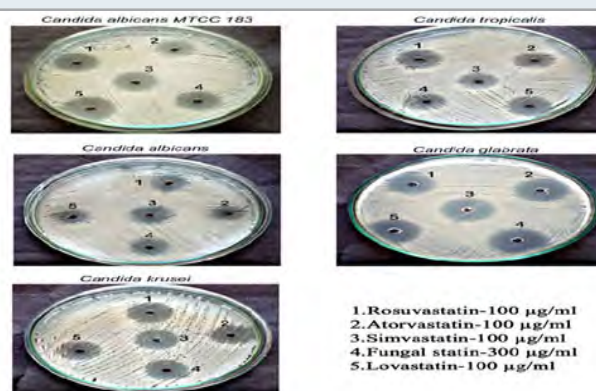 Candida albicans MTCC 183
1
2
3
4
5
Candida tropicalis
1
2
3
4
5
Candida albicans
1
2
3
4
5
Candida glabrata
1
2
3
4
5
Candida krusei
1
2
3
4
5
1.Rosuvastatin-100 µg/ml
2.Atorvastatin-100 µg/ml
3.Simvastatin-100 µg/ml
4.Fungal statin-300 µg/ml
5.Lovastatin-100 µg/ml